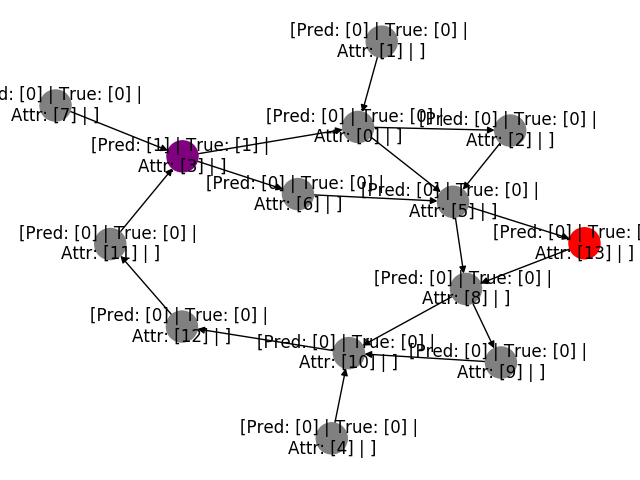 [Pred: [0] | True: [0] |
Attr: [1] | ]
d: [0] | True: [0] |
Attr: [7] | ]
[Pred: [0] | True: [0] |
Attr: [0] | ]
[Pred: [0] | True: [0] |
Attr: [2] | ]
[Pred: [1] | True: [1] |
Attr: [3] | ]
[Pred: [0] | True: [0] |
Attr: [6] | ]
[Pred: [0] | True: [0] |
Attr: [5] | ]
[Pred: [0] | True: [0] |
Attr: [11] | ]
[Pred: [0] | True: [
Attr: [13] | ]
[Pred: [0] | True: [0] |
Attr: [8] | ]
[Pred: [0] | True: [0] |
Attr: [12] | ]
[Pred: [0] | True: [0] |
Attr: [10] | ]
[Pred: [0] | True: [0] |
Attr: [9] | ]
[Pred: [0] | True: [0] |
Attr: [4] | ]